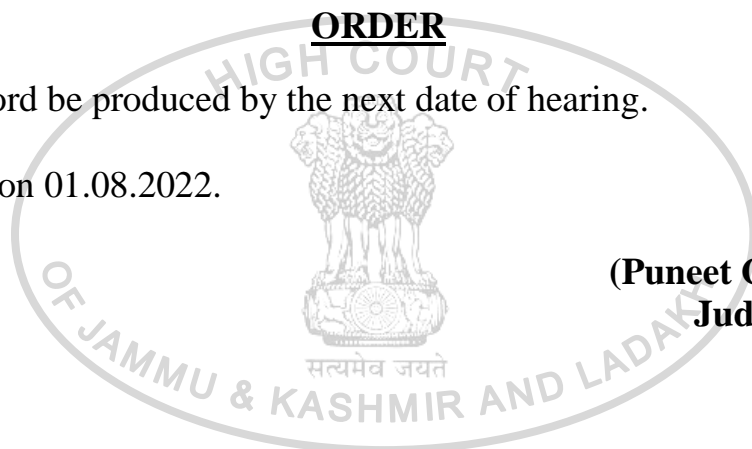 ORDER
HIGH COURT
ord be produced by the next date of hearing.
on 01.08.2022.
(Puneet
Jud
सत्यमेव जयते
OF JAMMU & KASHMIR AND LADAKH